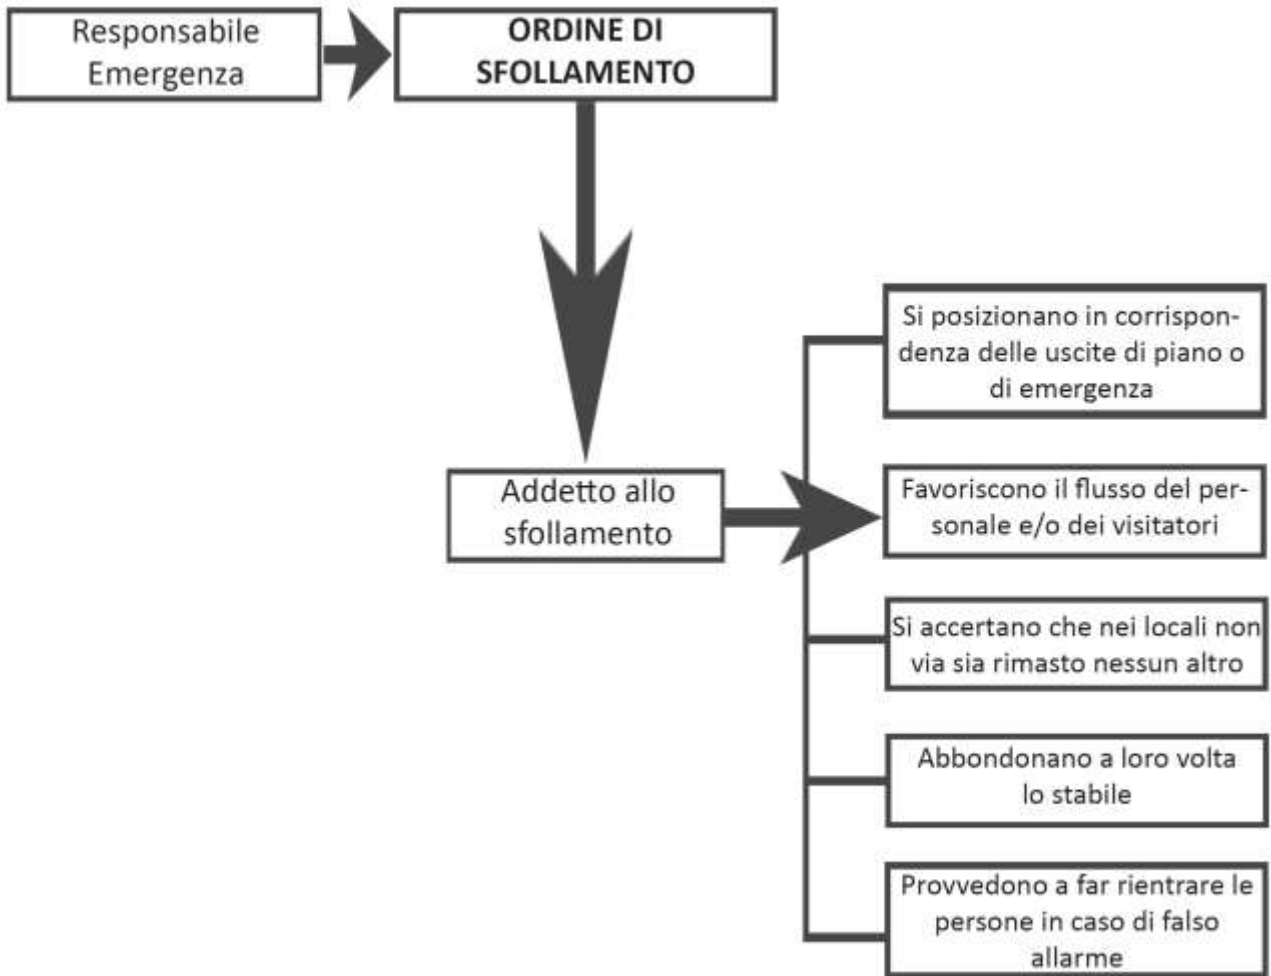 Responsabile
Emergenza
ORDINE DI
SFOLLAMENTO
Addetto allo
sfollamento
Si posizionano in corrispon-
denza delle uscite di piano o
di emergenza
Favoriscono il flusso del per-
sonale e/o dei visitatori
Si accertano che nei locali non
via sia rimasto nessun altro
Abbondonano a loro volta
lo stabile
Provvedono a far rientrare le
persone in caso di falso
allarme